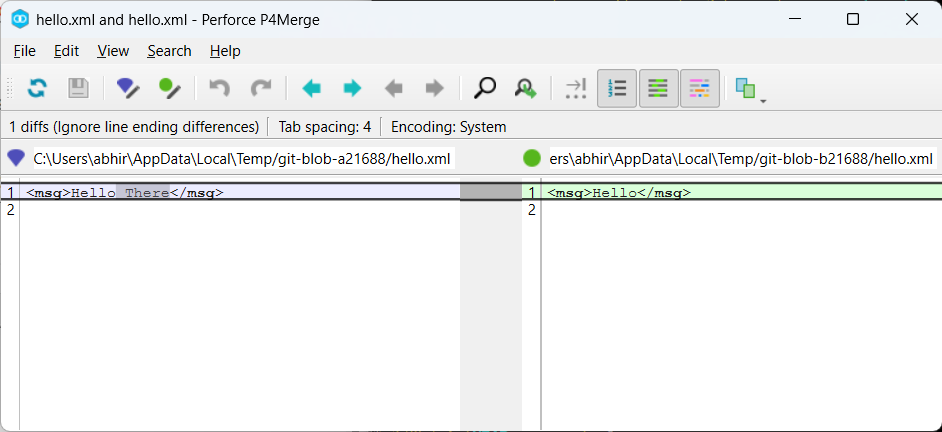 hello.xml and hello.xml - Perforce P4Merge
File Edit View Search Help
1 diffs (Ignore line ending differences) Tab spacing: 4 Encoding: System
C:\Users\abhir\AppData\Local\Temp/git-blob-a21688/hello.xml
ers\abhir\AppData\Local\Temp/git-blob-b21688/hello.xml
1 <msg>Hello There</msg>
2
1 <msg>Hello</msg>
2